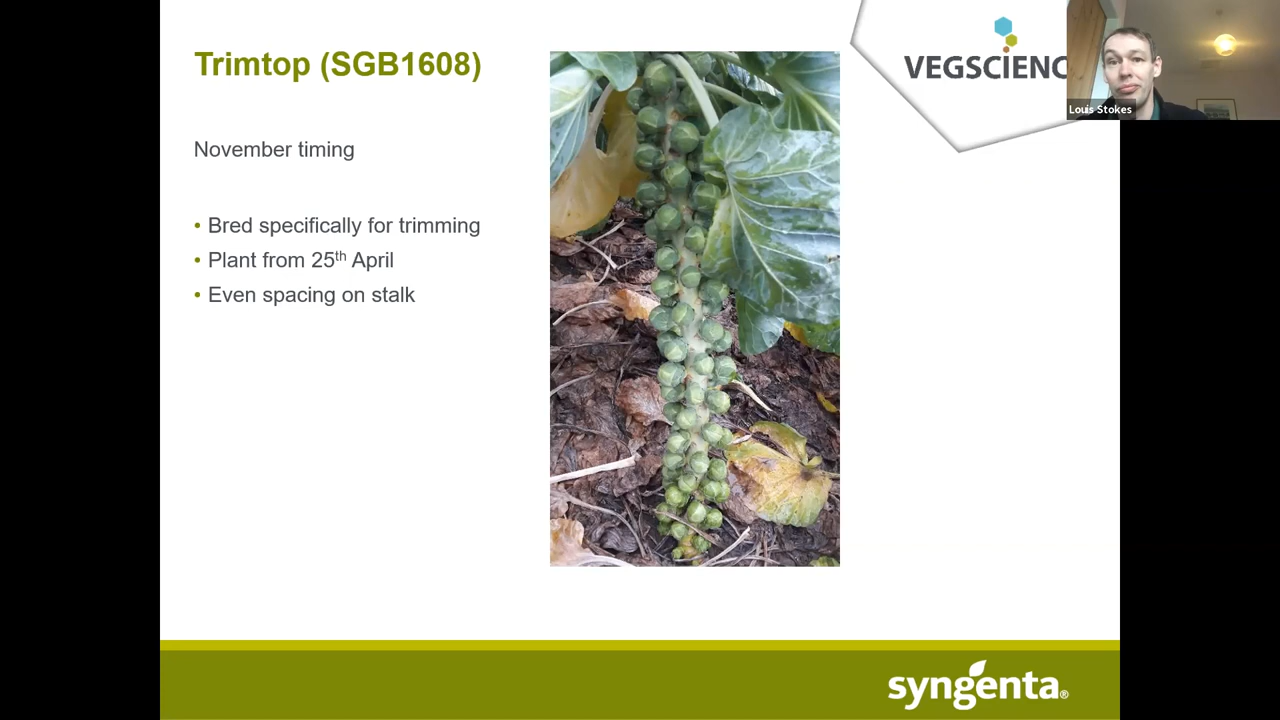 Trimtop (SGB1608)
VEGSCIENC
Louis Stokes
November timing
• Bred specifically for trimming
• Plant from 25th April
• Even spacing on stalk
syngenta®